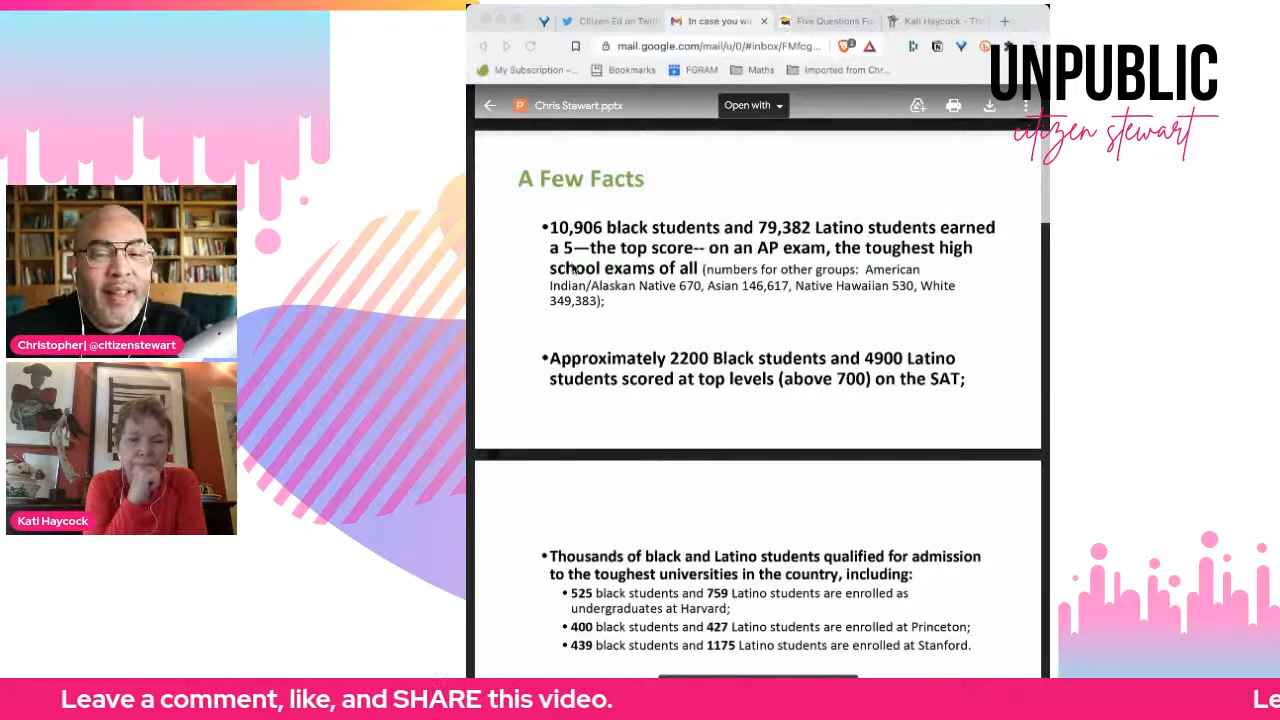 Citizen Ed on Twitt
In case you wa
Five Questions For
Kati Haycock - Th
mail.google.com/mail/u/0/#inbox/FMfcg...
My Subscription –...
Bookmarks
FGRAM
Maths
Imported from Chr...
UNPUBLIC
citizen stewart
P
Chris Stewart.pptx
Open with
A Few Facts
•10,906 black students and 79,382 Latino students earned
a 5—the top score-- on an AP exam, the toughest high
school exams of all (numbers for other groups: American
Indian/Alaskan Native 670, Asian 146,617, Native Hawaiian 530, White
349,383);
•Approximately 2200 Black students and 4900 Latino
students scored at top levels (above 700) on the SAT;
•Thousands of black and Latino students qualified for admission
to the toughest universities in the country, including:
• 525 black students and 759 Latino students are enrolled as
undergraduates at Harvard;
• 400 black students and 427 Latino students are enrolled at Princeton;
• 439 black students and 1175 Latino students are enrolled at Stanford.
Christopher| @citizenstewart
Kati Haycock
Leave a comment, like, and SHARE this video.
Le